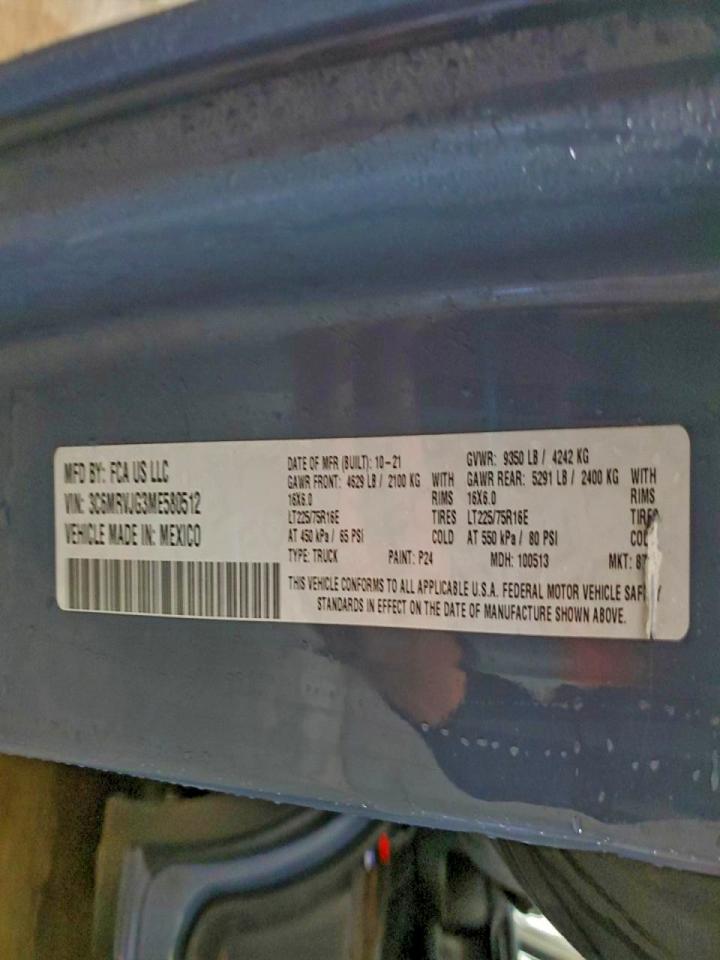 MFD BY: FCA US LLC
VIN: 3C6MRVJG3ME580512
VEHICLE MADE IN: MEXICO
DATE OF MFR (BUILT): 10-21 GVWR: 9350 LB / 4242 KG
GAWR FRONT: 4629 LB / 2100 KG WITH GAWR REAR: 5291 LB / 2400 KG WITH
16X6.0 RIMS 16X6.0 RIMS
LT225/75R16E TIRES LT225/75R16E TIRES
AT 450 kPa / 65 PSI COLD AT 550 kPa / 80 PSI
TYPE: TRUCK PAINT: P24 MDH: 100513 MKT:
THIS VEHICLE CONFORMS TO ALL APPLICABLE U.S.A. FEDERAL MOTOR VEHICLE
STANDARDS IN EFFECT ON THE DATE OF MANUFACTURE SHOWN ABOVE.